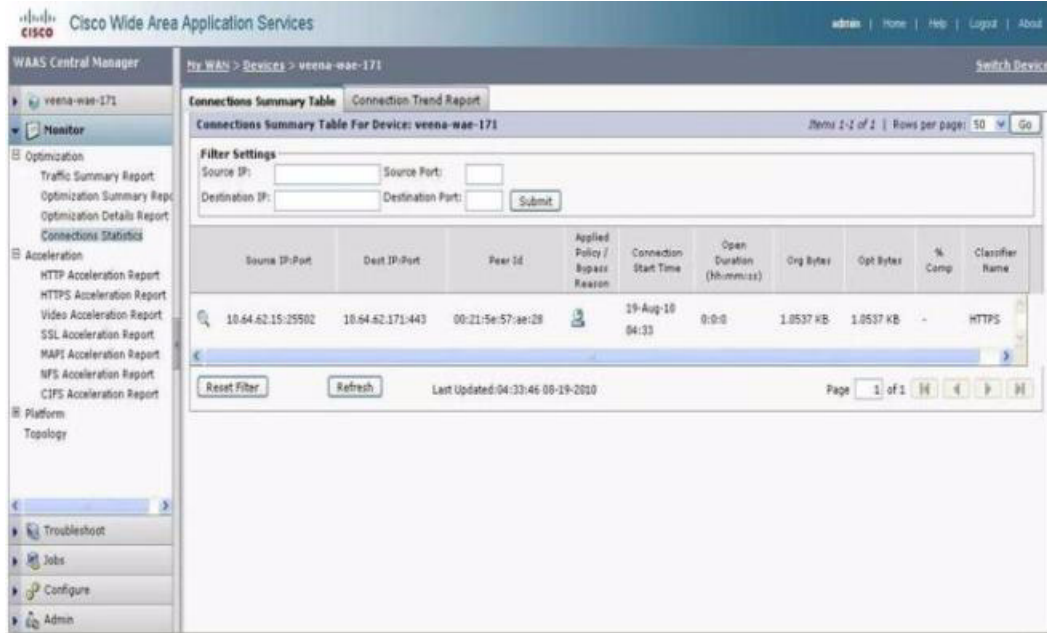 CISCO
Cisco Wide Area Application Services
admin | Home | Help | Logout | About
WAAS Central Manager
My WAN > Devices > veena-wae-171
Switch Device
veena-wae-171
Monitor
Optimization
Traffic Summary Report
Optimization Summary Repo
Optimization Details Report
Connections Statistics
Acceleration
HTTP Acceleration Report
HTTPS Acceleration Report
Video Acceleration Report
SSL Acceleration Report
MAPI Acceleration Report
NFS Acceleration Report
CIFS Acceleration Report
Platform
Topology
Troubleshoot
Jobs
Configure
Admin
Connections Summary Table
Connection Trend Report
Connections Summary Table For Device: veena-wae-171
Items 1-1 of 1 | Rows per page: 50 Go
Filter Settings
Source IP: Source Port:
Destination IP: Destination Port: Submit
Source IP:Port
Dest IP:Port
Peer Id
Applied Policy / Bypass Reason
Connection Start Time
Open Duration (hh:mm:ss)
Org Bytes
Opt Bytes
% Comp
Classifier Name
10.64.62.15:25502
10.64.62.171:443
00:21:5e:57:ae:28
19-Aug-10 04:33
0:0:0
1.0537 KB
1.0537 KB
-
HTTPS
Reset Filter
Refresh
Last Updated:04:33:46 08-19-2010
Page 1 of 1